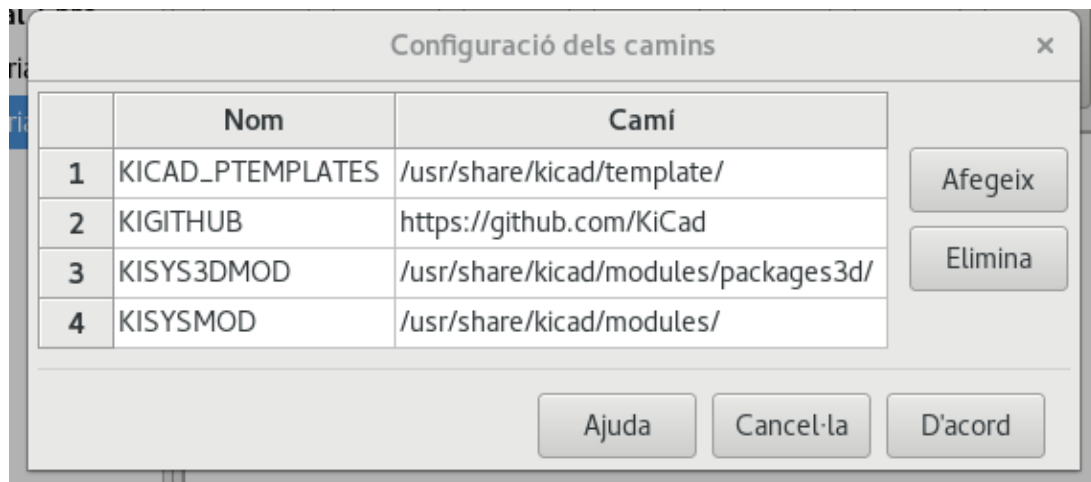 Configuració dels camins
Nom Camí
1 KICAD_PTEMPLATES /usr/share/kicad/template/
2 KIGITHUB https://github.com/KiCad
3 KISYS3DMOD /usr/share/kicad/modules/packages3d/
4 KISYSMOD /usr/share/kicad/modules/
Afegeix
Elimina
Ajuda Cancel·la D'acord